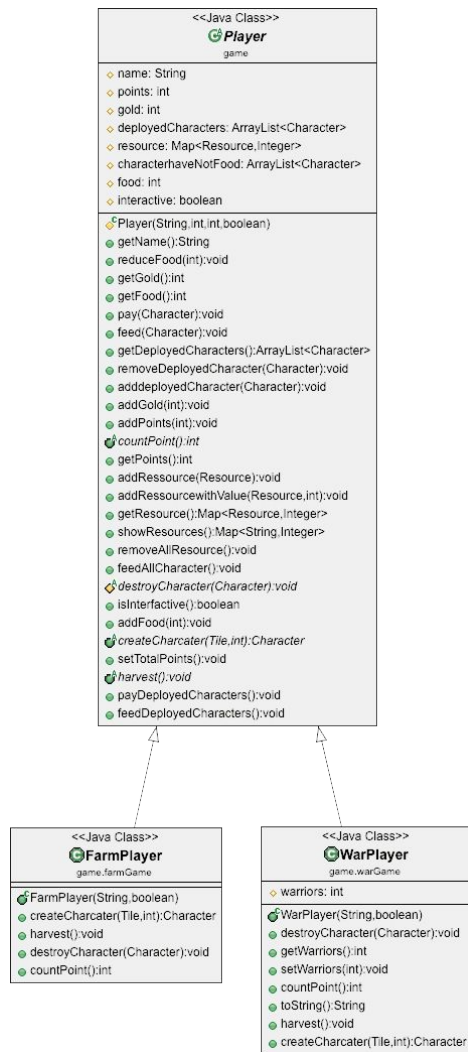 <<Java Class>>
Player
game
name: String
points: int
gold: int
deployedCharacters: ArrayList<Character>
resource: Map<Resource,Integer>
characterhaveNotFood: ArrayList<Character>
food: int
interactive: boolean
Player(String,int,int,boolean)
getName():String
reduceFood(int):void
getGold():int
getFood():int
pay(Character):void
feed(Character):void
getDeployedCharacters():ArrayList<Character>
removeDeployedCharacter(Character):void
adddeployedCharacter(Character):void
addGold(int):void
addPoints(int):void
countPoint():int
getPoints():int
addRessource(Resource):void
addRessourcewithValue(Resource,int):void
getResource():Map<Resource,Integer>
showResources():Map<String,Integer>
removeAllResource():void
feedAllCharacter():void
destroyCharacter(Character):void
isInterfactive():boolean
addFood(int):void
createCharcater(Tile,int):Character
setTotalPoints():void
harvest():void
payDeployedCharacters():void
feedDeployedCharacters():void
<<Java Class>>
FarmPlayer
game.farmGame
FarmPlayer(String,boolean)
createCharcater(Tile,int):Character
harvest():void
destroyCharacter(Character):void
countPoint():int
<<Java Class>>
WarPlayer
game.warGame
warriors: int
WarPlayer(String,boolean)
destroyCharacter(Character):void
getWarriors():int
setWarriors(int):void
countPoint():int
toString():String
harvest():void
createCharcater(Tile,int):Character